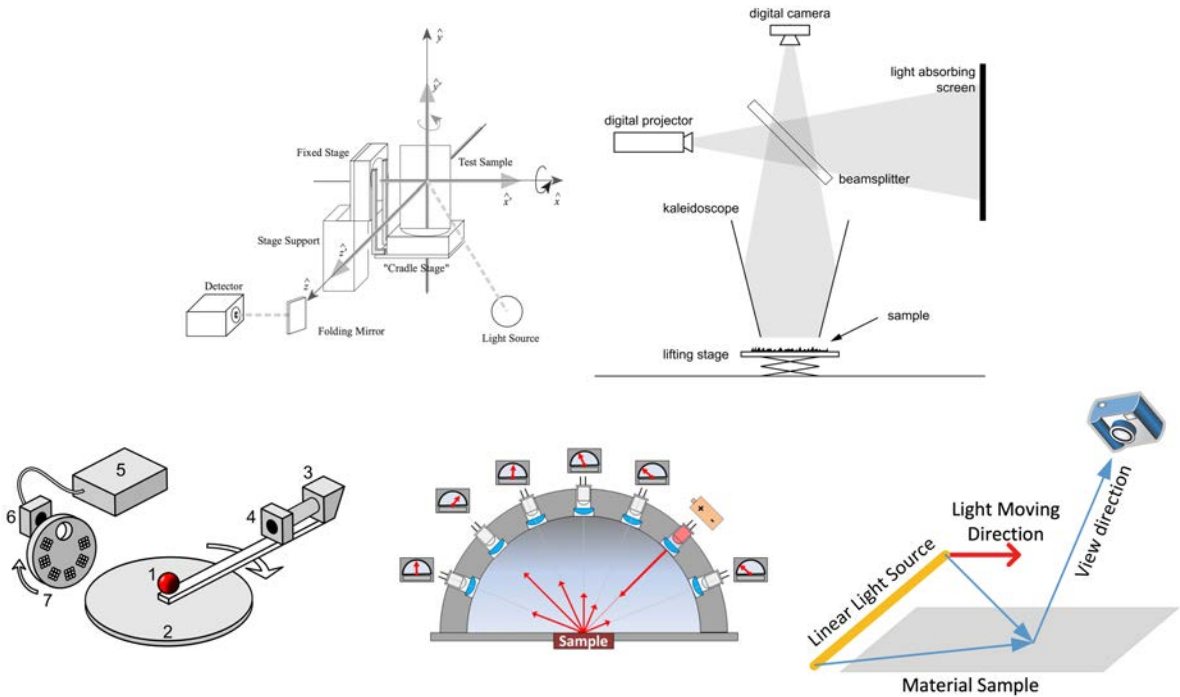 ŷ
ŷ'
Fixed Stage
Test Sample
x̂'
x̂
Stage Support
ẑ'
"Cradle Stage"
ẑ
Detector
Folding Mirror
Light Source
digital camera
light absorbing
screen
digital projector
beamsplitter
kaleidoscope
sample
lifting stage
5
3
6
4
1
7
2
+ -
Sample
Light Moving
Direction
View direction
Linear Light Source
Material Sample